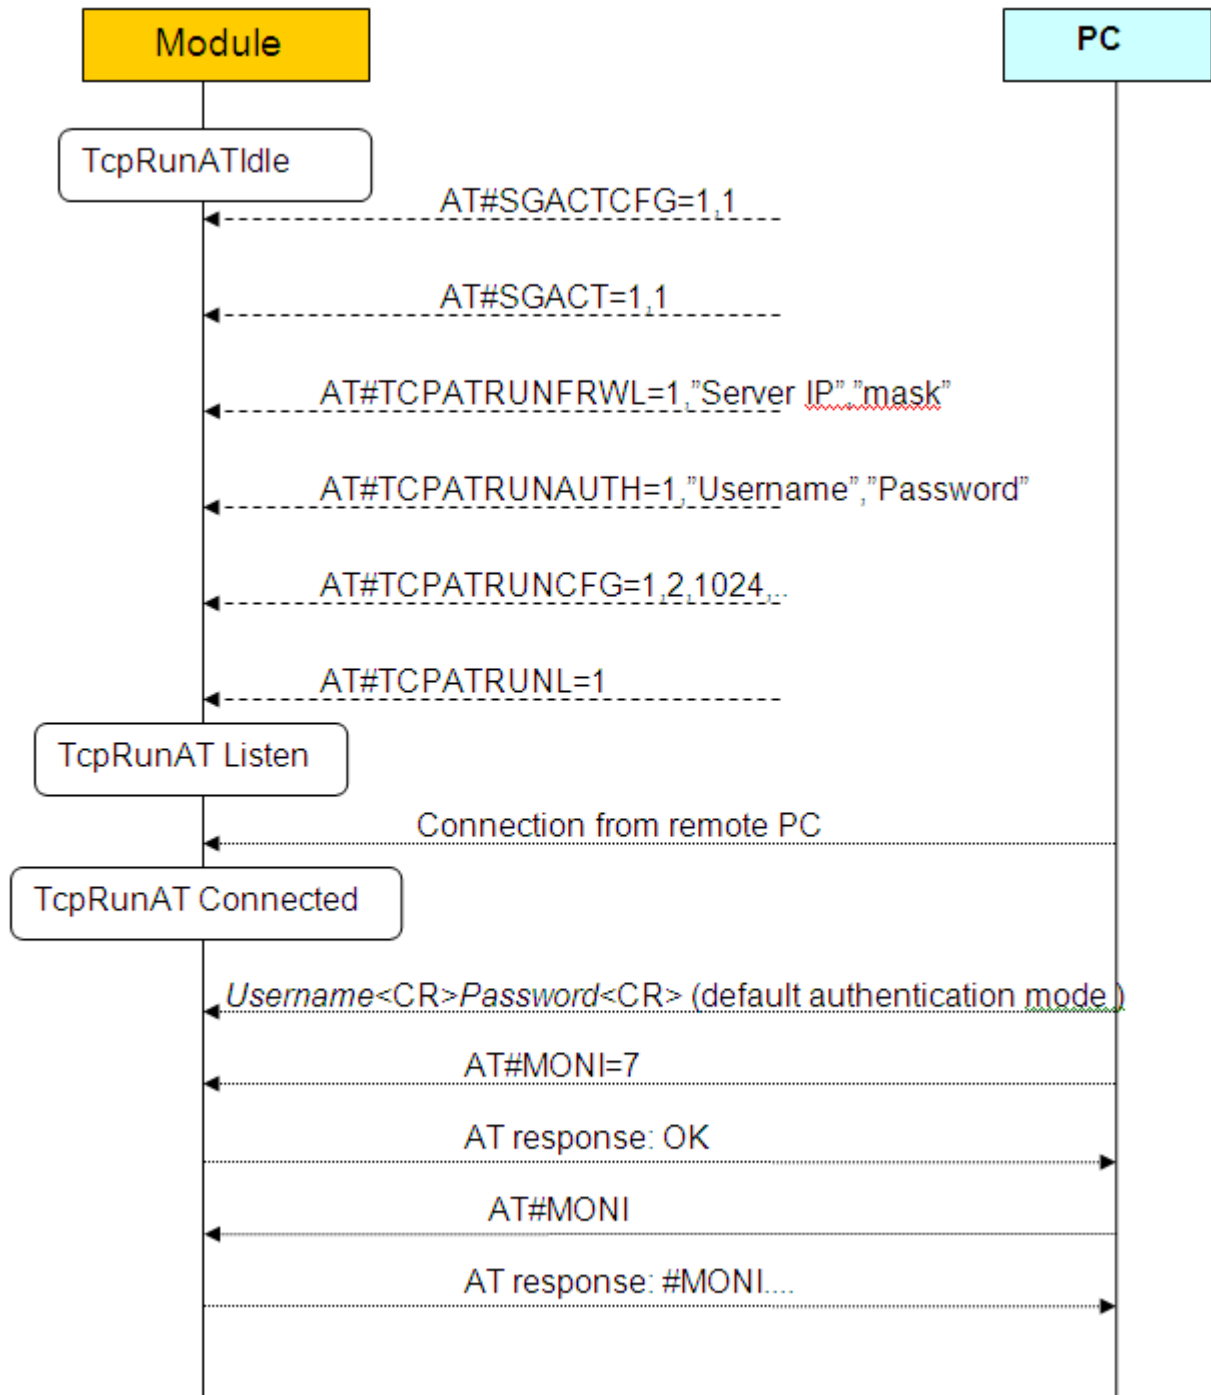 Module
PC
TcpRunATIdle
AT#SGACTCFG=1,1
AT#SGACT=1,1
AT#TCPATRUNFRWL=1,”Server IP”,”mask”
AT#TCPATRUNAUTH=1,”Username”,”Password”
AT#TCPATRUNCFG=1,2,1024,..
AT#TCPATRUNL=1
TcpRunAT Listen
Connection from remote PC
TcpRunAT Connected
Username<CR>Password<CR> (default authentication mode )
AT#MONI=7
AT response: OK
AT#MONI
AT response: #MONI....